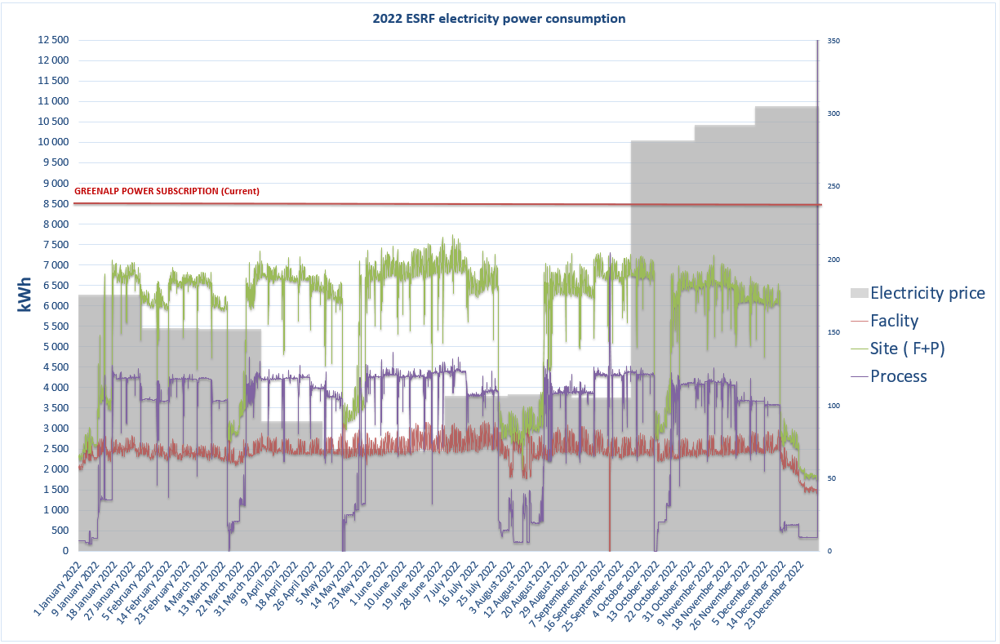 2022 ESRF electricity power consumption
12 500
12 000
11 500
11 000
10 500
10 000
9 500
9 000
8 500
8 000
7 500
7 000
6 500
6 000
5 500
5 000
4 500
4 000
3 500
3 000
2 500
2 000
1 500
1 000
500
0
kWh
GREENALP POWER SUBSCRIPTION (Current)
350
300
250
200
150
100
50
0
Electricity price
Faclity
Site ( F+P)
Process
1 January 2022
9 January 2022
18 January 2022
27 January 2022
5 February 2022
14 February 2022
23 February 2022
4 March 2022
13 March 2022
22 March 2022
31 March 2022
9 April 2022
18 April 2022
26 April 2022
5 May 2022
14 May 2022
23 May 2022
1 June 2022
10 June 2022
19 June 2022
28 June 2022
7 July 2022
16 July 2022
25 July 2022
3 August 2022
12 August 2022
20 August 2022
29 August 2022
7 September 2022
16 September 2022
25 September 2022
4 October 2022
13 October 2022
22 October 2022
31 October 2022
9 November 2022
18 November 2022
26 November 2022
5 December 2022
14 December 2022
23 December 2022